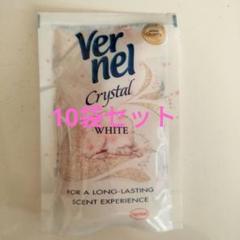 Ver
nel
Crystal
10袋セット
WHITE
FOR A LONG-LASTING
SCENT EXPERIENCE